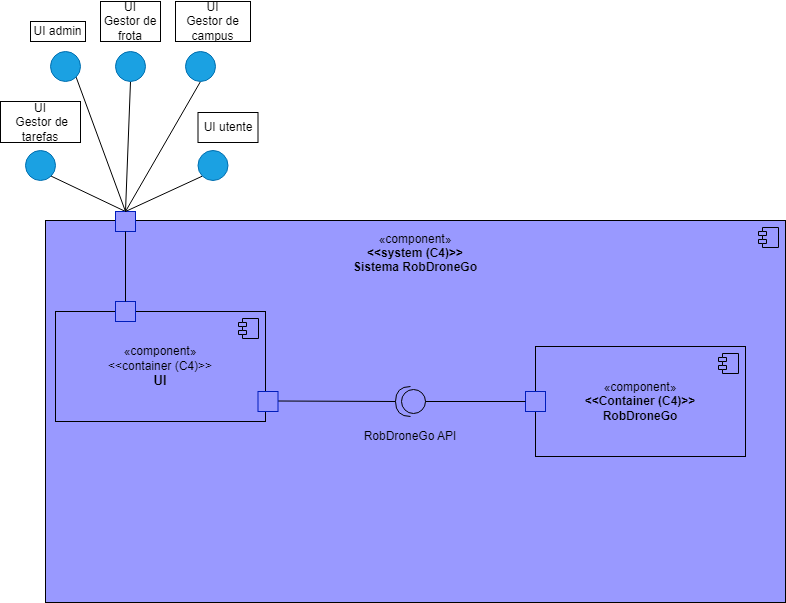 UI admin
UI
Gestor de
frota
UI
Gestor de
campus
UI
Gestor de
tarefas
UI utente
«component»
<<system (C4)>>
Sistema RobDroneGo
«component»
<<container (C4)>>
UI
RobDroneGo API
«component»
<<Container (C4)>>
RobDroneGo